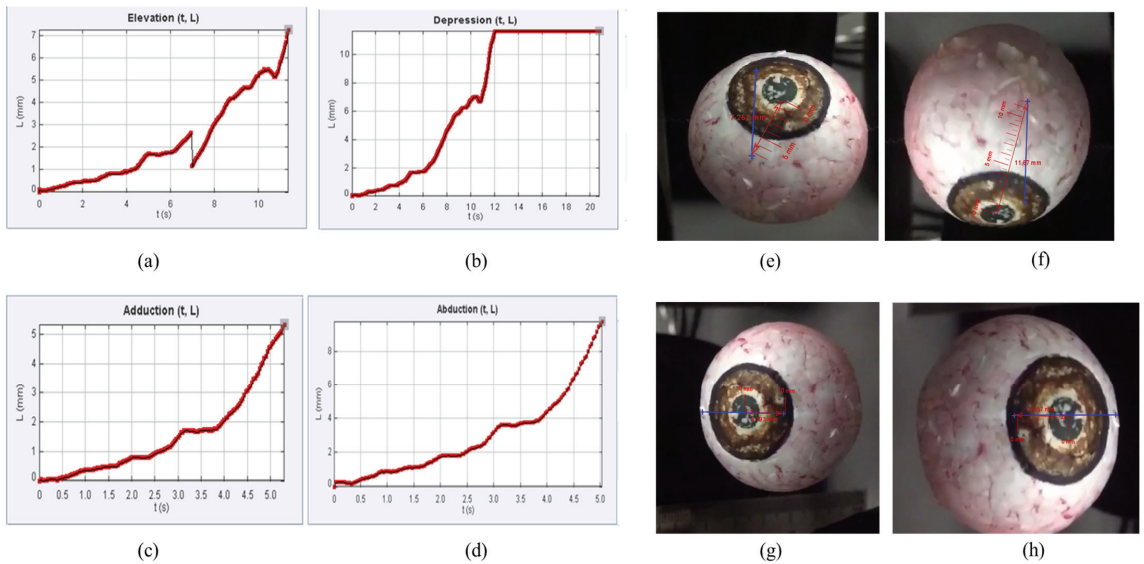 Elevation (t, L)
L (mm)
7
6
5
4
3
2
1
0
0 2 4 6 8 10
t (s)
(a)
Depression (t, L)
L (mm)
10
8
6
4
2
0
0 2 4 6 8 10 12 14 16 18 20
t (s)
(b)
5 mm
(e)
10 mm
5 mm
11.67 mm
(f)
Adduction (t, L)
L (mm)
5
4
3
2
1
0
0 0.5 1.0 1.5 2.0 2.5 3.0 3.5 4.0 4.5 5.0
t (s)
(c)
Abduction (t, L)
L (mm)
8
6
4
2
0
0 0.5 1.0 1.5 2.0 2.5 3.0 3.5 4.0 4.5 5.0
t (s)
(d)
(g)
(h)